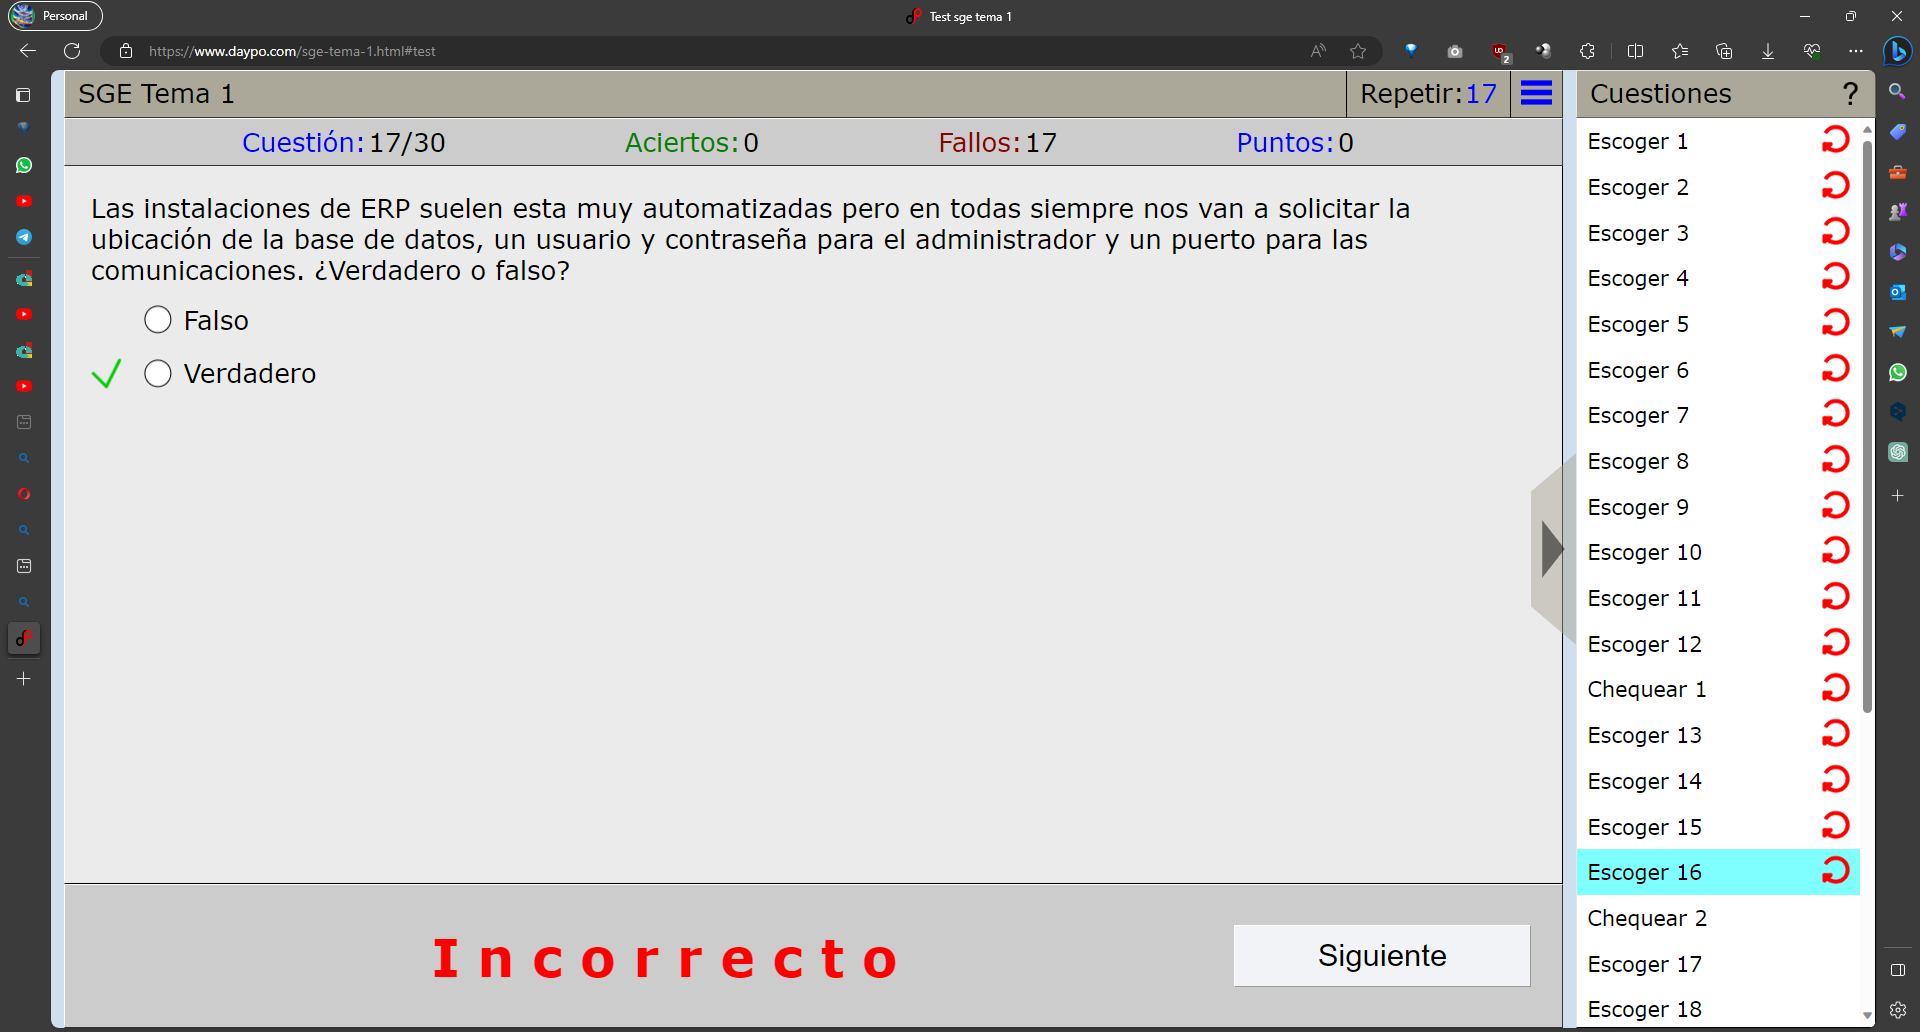 Personal
Test sge tema 1
https://www.daypo.com/sge-tema-1.html#test
2
SGE Tema 1
Repetir:17
Cuestiones
?
Cuestión:17/30
Aciertos:0
Fallos:17
Puntos:0
Las instalaciones de ERP suelen esta muy automatizadas pero en todas siempre nos van a solicitar la
ubicación de la base de datos, un usuario y contraseña para el administrador y un puerto para las
comunicaciones. ¿Verdadero o falso?
Falso
Verdadero
Incorrecto
Siguiente
Escoger 1
Escoger 2
Escoger 3
Escoger 4
Escoger 5
Escoger 6
Escoger 7
Escoger 8
Escoger 9
Escoger 10
Escoger 11
Escoger 12
Chequear 1
Escoger 13
Escoger 14
Escoger 15
Escoger 16
Chequear 2
Escoger 17
Escoger 18